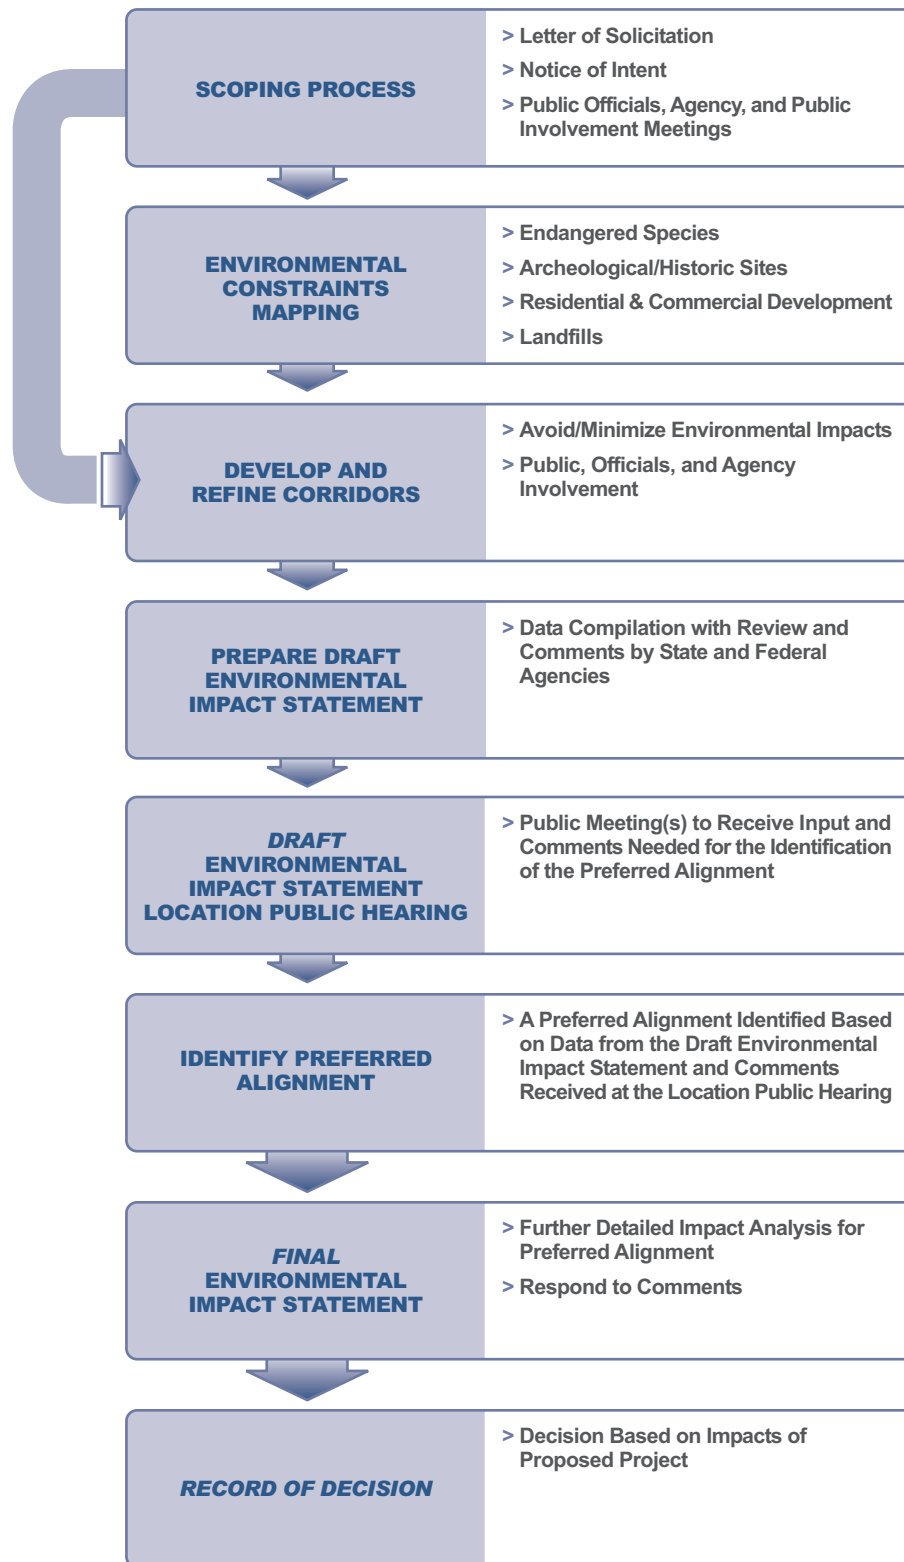 SCOPING PROCESS
> Letter of Solicitation
> Notice of Intent
> Public Officials, Agency, and Public
Involvement Meetings
ENVIRONMENTAL
CONSTRAINTS
MAPPING
> Endangered Species
> Archeological/Historic Sites
> Residential & Commercial Development
> Landfills
DEVELOP AND
REFINE CORRIDORS
> Avoid/Minimize Environmental Impacts
> Public, Officials, and Agency
Involvement
PREPARE DRAFT
ENVIRONMENTAL
IMPACT STATEMENT
> Data Compilation with Review and
Comments by State and Federal
Agencies
DRAFT
ENVIRONMENTAL
IMPACT STATEMENT
LOCATION PUBLIC HEARING
> Public Meeting(s) to Receive Input and
Comments Needed for the Identification
of the Preferred Alignment
IDENTIFY PREFERRED
ALIGNMENT
> A Preferred Alignment Identified Based
on Data from the Draft Environmental
Impact Statement and Comments
Received at the Location Public Hearing
FINAL
ENVIRONMENTAL
IMPACT STATEMENT
> Further Detailed Impact Analysis for
Preferred Alignment
> Respond to Comments
RECORD OF DECISION
> Decision Based on Impacts of
Proposed Project